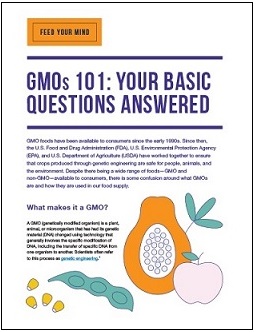 FEED YOUR MIND
GMOs 101: YOUR BASIC
QUESTIONS ANSWERED
GMO foods have been available to consumers since the early 1990s. Since then,
the U.S. Food and Drug Administration (FDA), U.S. Environmental Protection Agency
(EPA), and U.S. Department of Agriculture (USDA) have worked together to ensure
that crops produced through genetic engineering are safe for people, animals, and
the environment. Despite there being a wide range of foods—GMO and
non-GMO—available to consumers, there is some confusion around what GMOs
are and how they are used in our food supply.
What makes it a GMO?
A GMO (genetically modified organism) is a plant,
animal, or microorganism that has had its genetic
material (DNA) changed using technology that
generally involves the specific modification of
DNA, including the transfer of specific DNA from
one organism to another. Scientists often refer
to this process as genetic engineering.